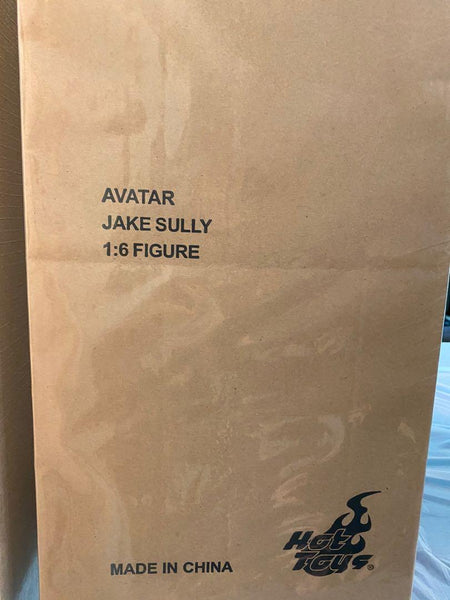 AVATAR
JAKE SULLY
1:6 FIGURE
Hot
Toys®
MADE IN CHINA